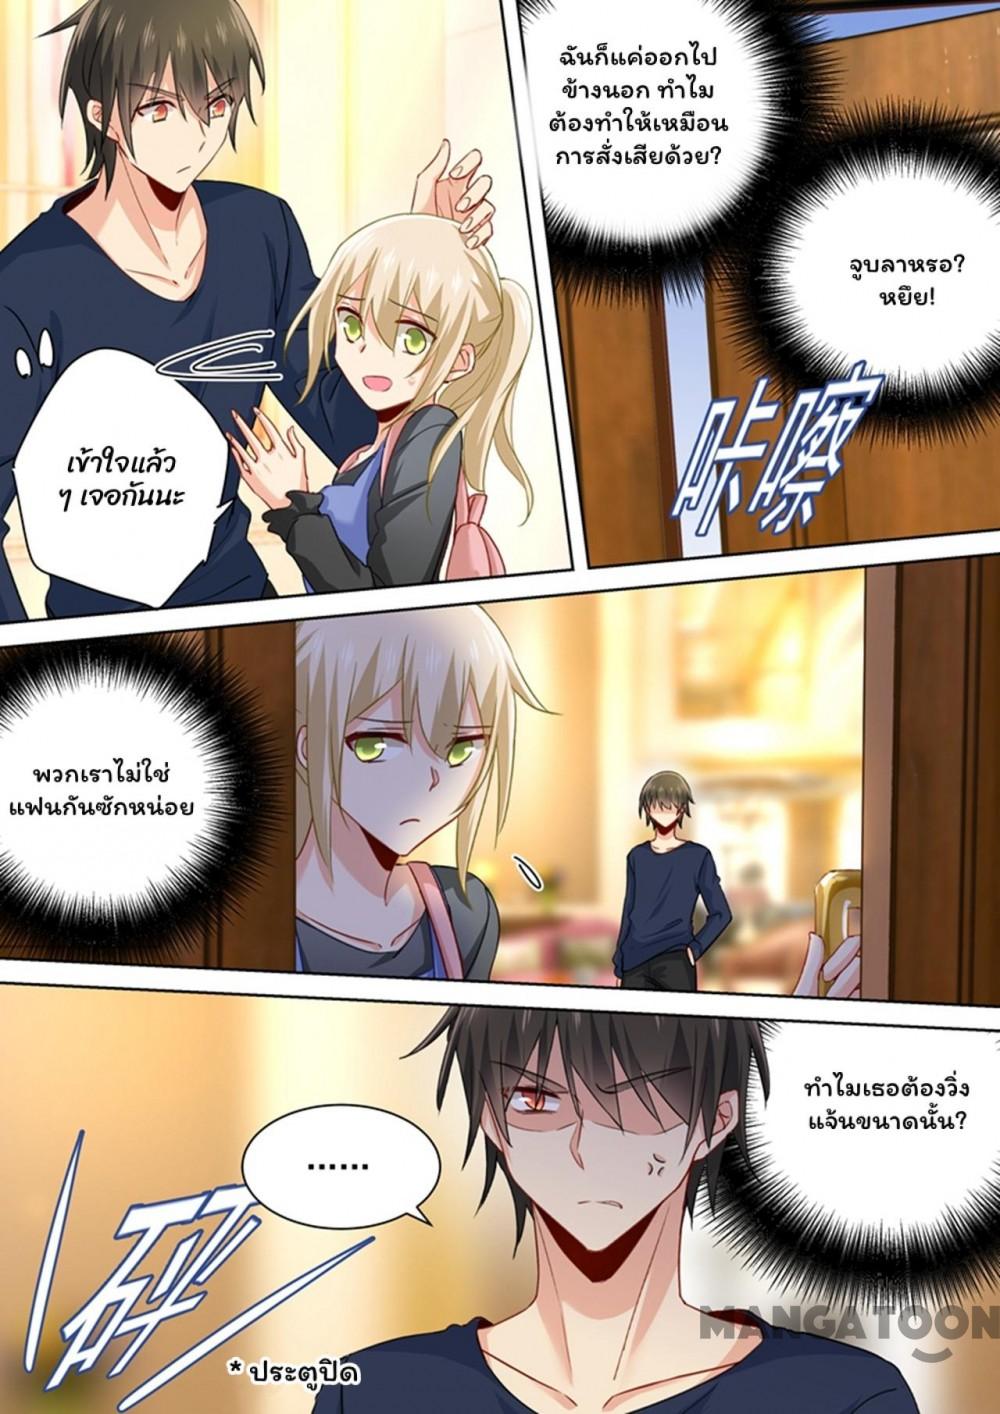 ฉันก็แค่ออกไป
ข้างนอก ทำไม
ต้องทำให้เหมือน
การสั่งเสียด้วย?
จูบลาหรอ?
หยึย!
เข้าใจแล้ว
ๆ เจอกันนะ
咔嚓
พวกเราไม่ใช่
แฟนกันซักหน่อย
ทำไมเธอต้องวิ่ง
แจ้นขนาดนั้น?
……
砰
* ประตูปิด
MANGATOON